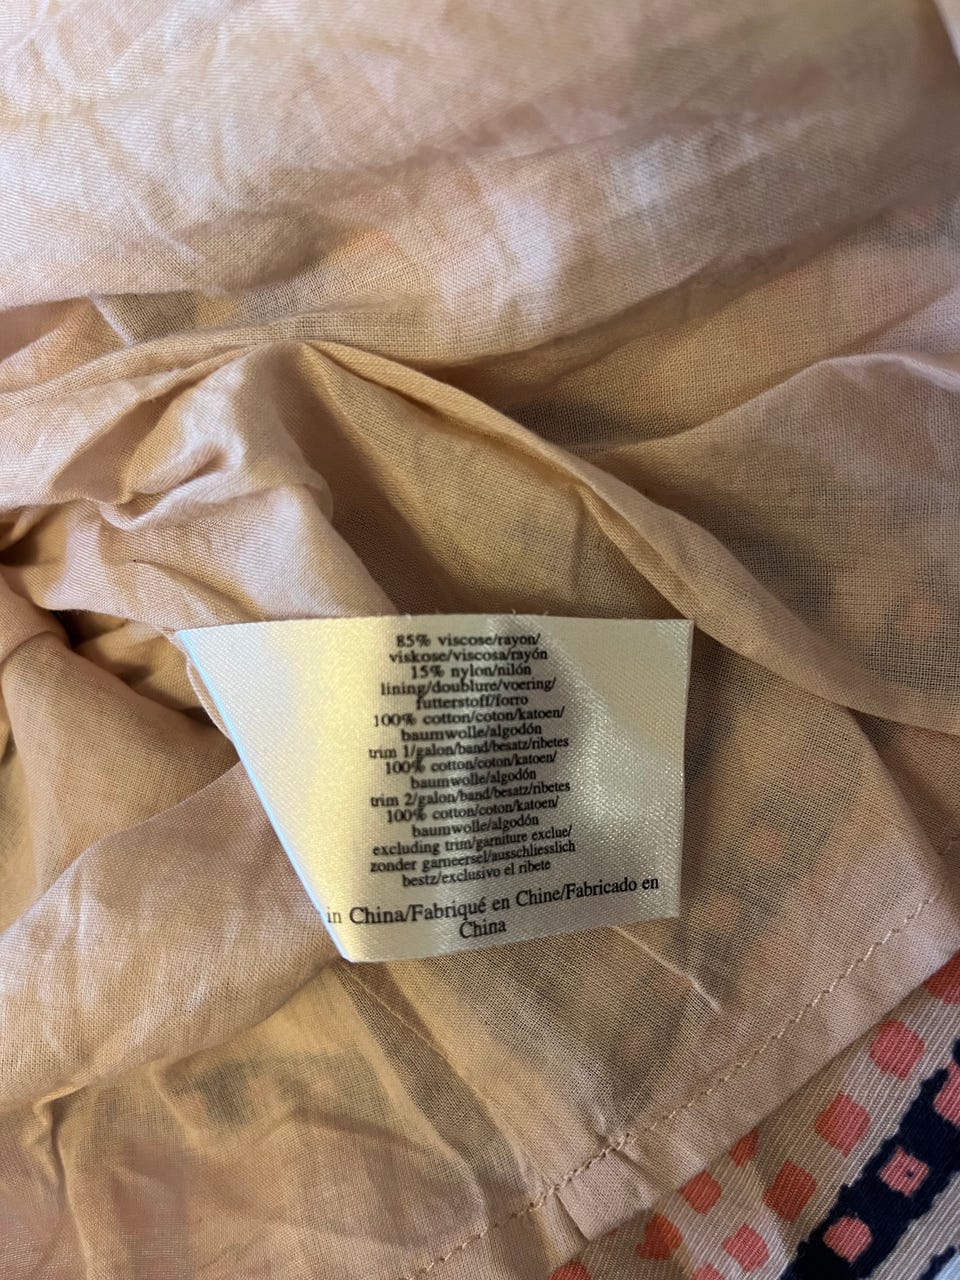 85% viscose/rayon/
viskose/viscosa/rayón
15% nylon/nilón
lining/doublure/voering/
futterstoff/forro
100% cotton/coton/katoen/
baumwolle/algodón
trim 1/galon/band/besatz/ribetes
100% cotton/coton/katoen/
baumwolle/algodón
trim 2/galon/band/besatz/ribetes
100% cotton/coton/katoen/
baumwolle/algodón
excluding trim/garniture exclue/
zonder garneersel/ausschliesslich
bestz/exclusivo el ribete
in China/Fabriqué en Chine/Fabricado en
China